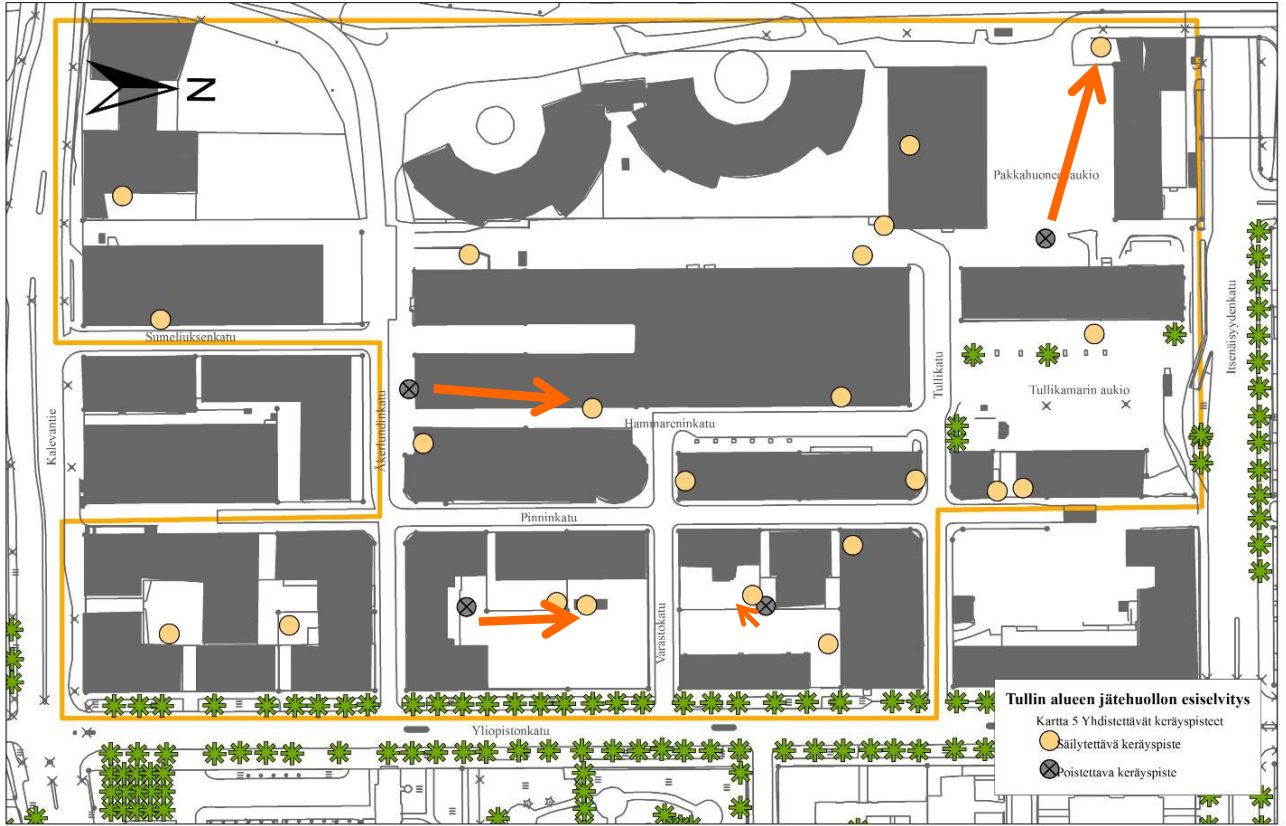 N
Pakkahuoneenaukio
Itsenäisyydenkatu
Sumeliuksenkatu
Tullikatu
Tullikamarin aukio
Kalevantie
Åkerlundinkatu
Hammareninkatu
Pinninkatu
Varastokatu
Yliopistonkatu
Tullin alueen jätehuollon esiselvitys
Kartta 5 Yhdistettävät keräyspisteet
Säilytettävä keräyspiste
Poistettava keräyspiste